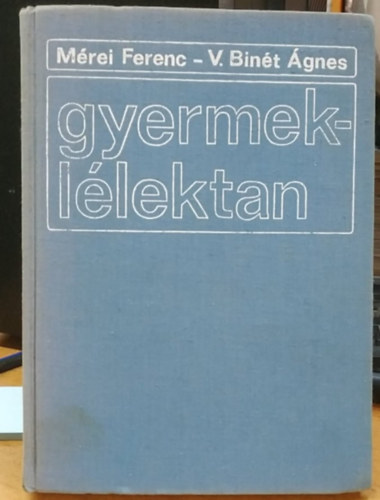 Mérei Ferenc – V. Binét Ágnes
gyermek-
lélektan